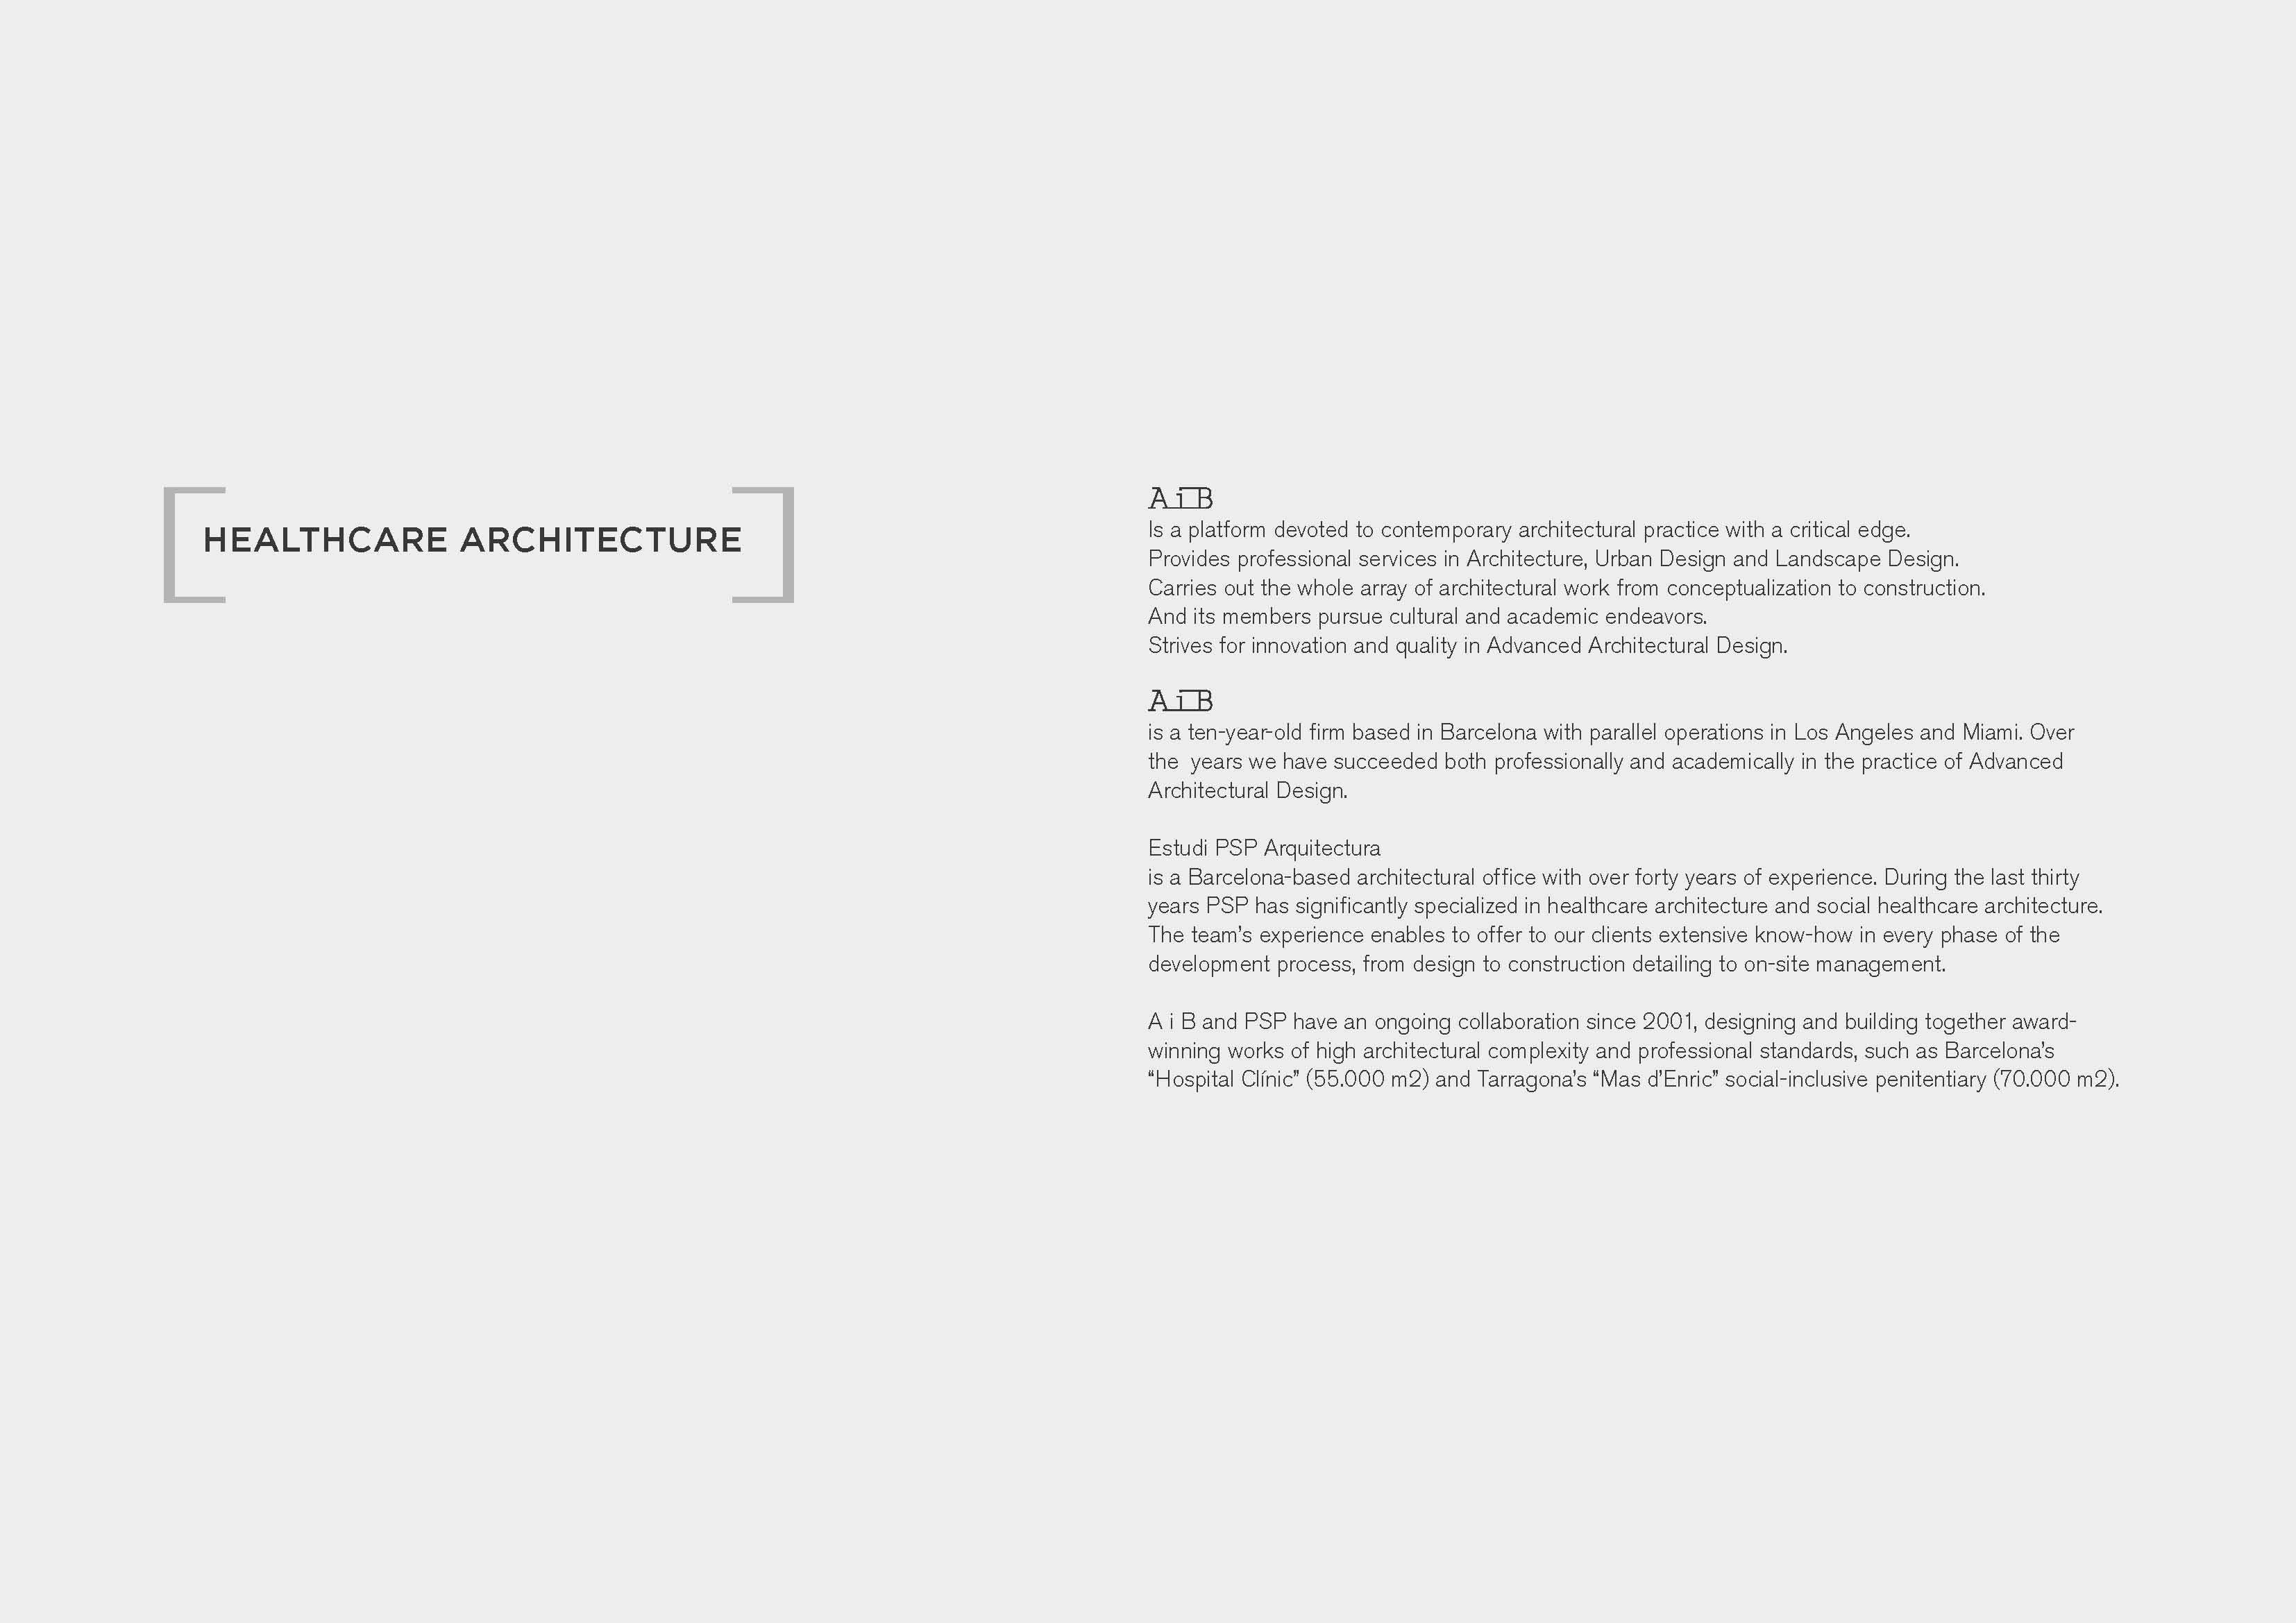 HEALTHCARE ARCHITECTURE
AiB
Is a platform devoted to contemporary architectural practice with a critical edge.
Provides professional services in Architecture, Urban Design and Landscape Design.
Carries out the whole array of architectural work from conceptualization to construction.
And its members pursue cultural and academic endeavors.
Strives for innovation and quality in Advanced Architectural Design.
AiB
is a ten-year-old firm based in Barcelona with parallel operations in Los Angeles and Miami. Over
the  years we have succeeded both professionally and academically in the practice of Advanced
Architectural Design.
Estudi PSP Arquitectura
is a Barcelona-based architectural office with over forty years of experience. During the last thirty
years PSP has significantly specialized in healthcare architecture and social healthcare architecture.
The team’s experience enables to offer to our clients extensive know-how in every phase of the
development process, from design to construction detailing to on-site management.
A i B and PSP have an ongoing collaboration since 2001, designing and building together award-
winning works of high architectural complexity and professional standards, such as Barcelona’s
“Hospital Clínic” (55.000 m2) and Tarragona’s “Mas d’Enric” social-inclusive penitentiary (70.000 m2).